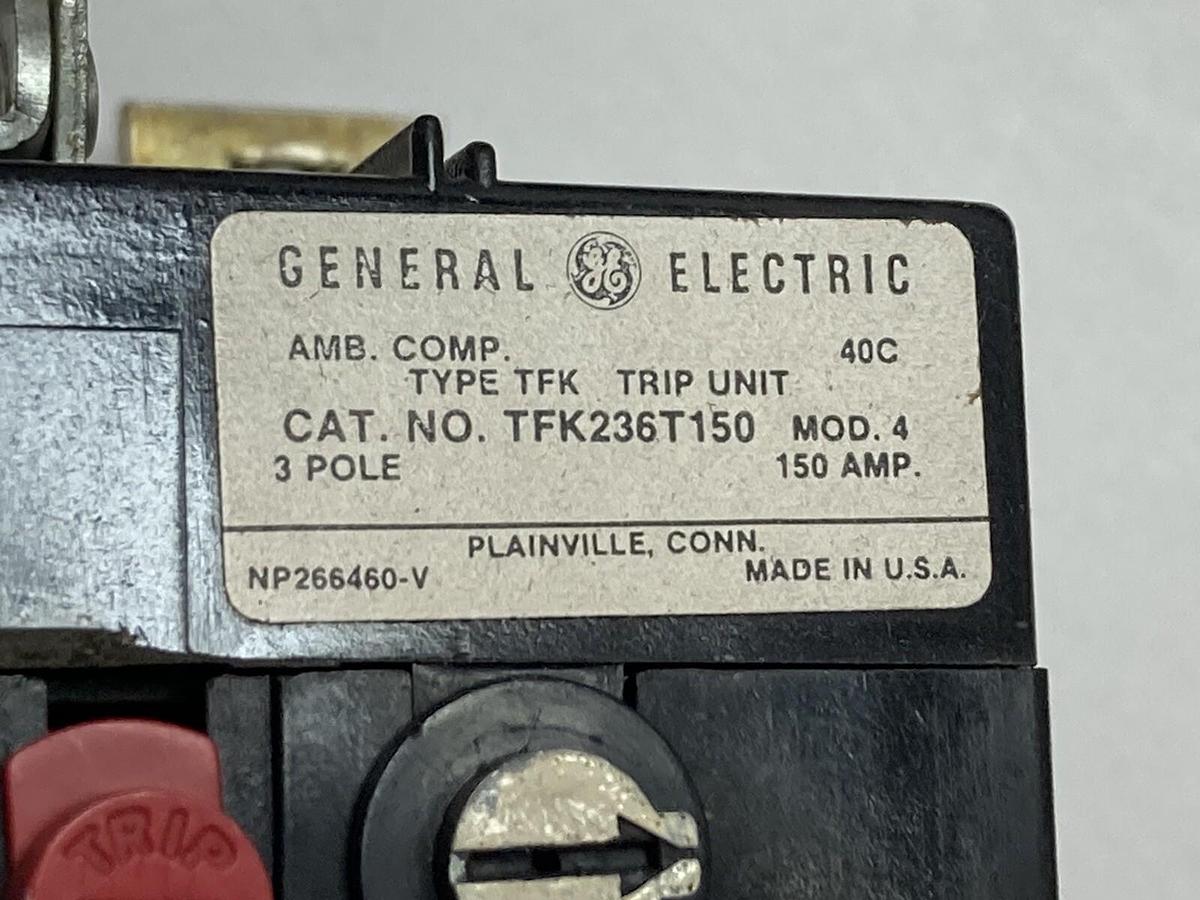 GENERAL GE ELECTRIC
AMB. COMP. 40C
TYPE TFK TRIP UNIT
CAT. NO. TFK236T150 MOD. 4
3 POLE 150 AMP.
PLAINVILLE, CONN.
NP266460-V MADE IN U.S.A.
TRIP